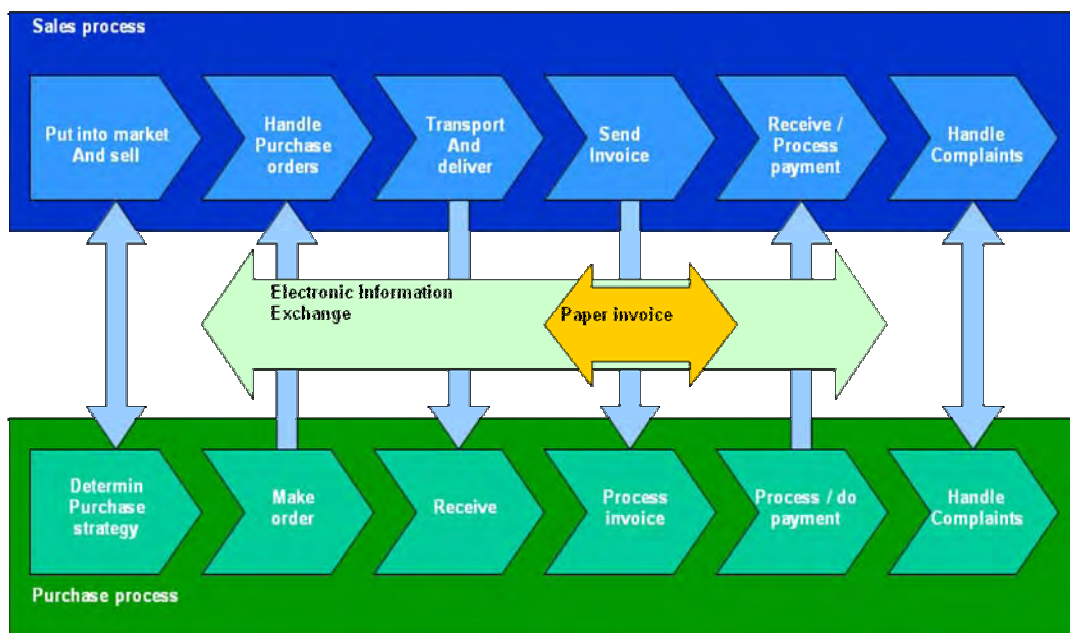 Sales process
Put into market
And sell
Handle
Purchase
orders
Transport
And
deliver
Send
Invoice
Receive /
Process
payment
Handle
Complaints
Electronic Information
Exchange
Paper invoice
Determin
Purchase
strategy
Make
order
Receive
Process
invoice
Process / do
payment
Handle
Complaints
Purchase process